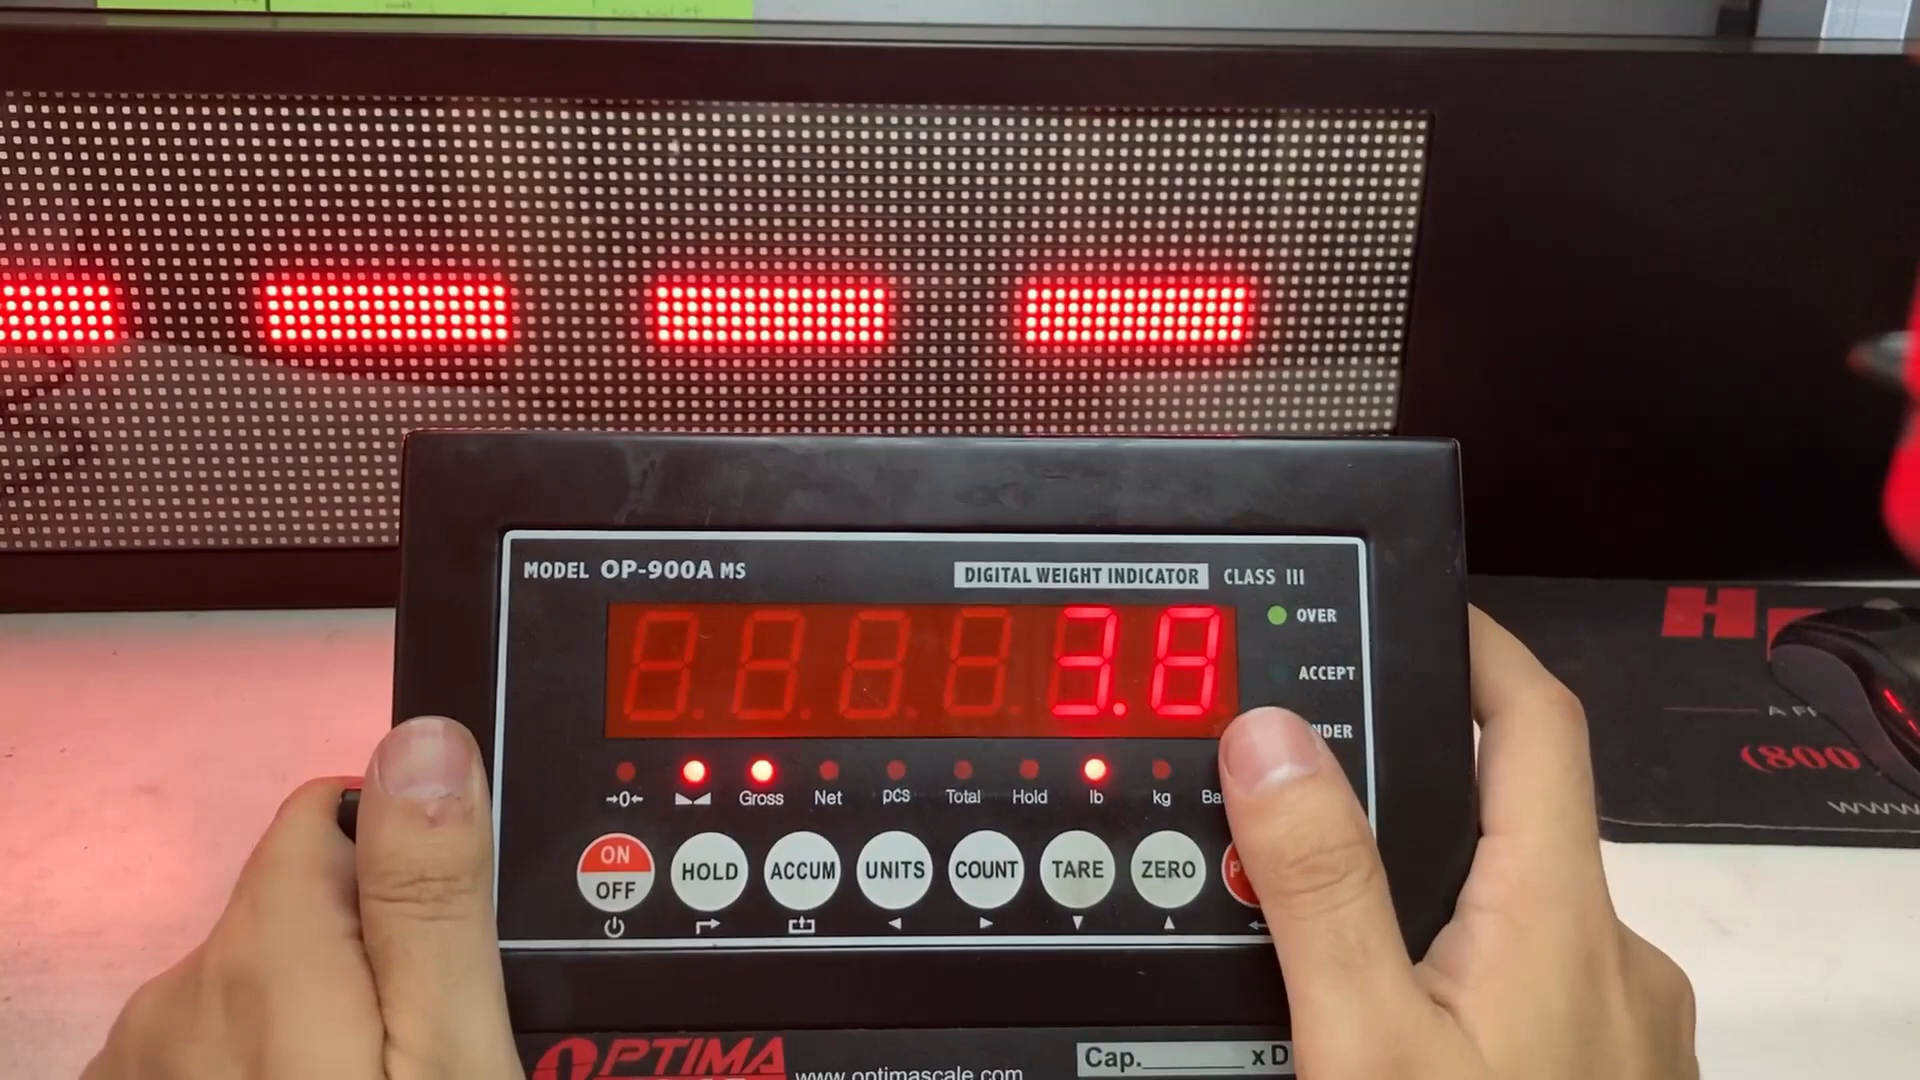 MODEL OP-900A MS
DIGITAL WEIGHT INDICATOR CLASS III
OVER
ACCEPT
3.8
→0← Gross Net pcs Total Hold lb kg
ON
OFF
HOLD ACCUM UNITS COUNT TARE ZERO
OPTIMA
www.optimascale.com
Cap. x D
(800